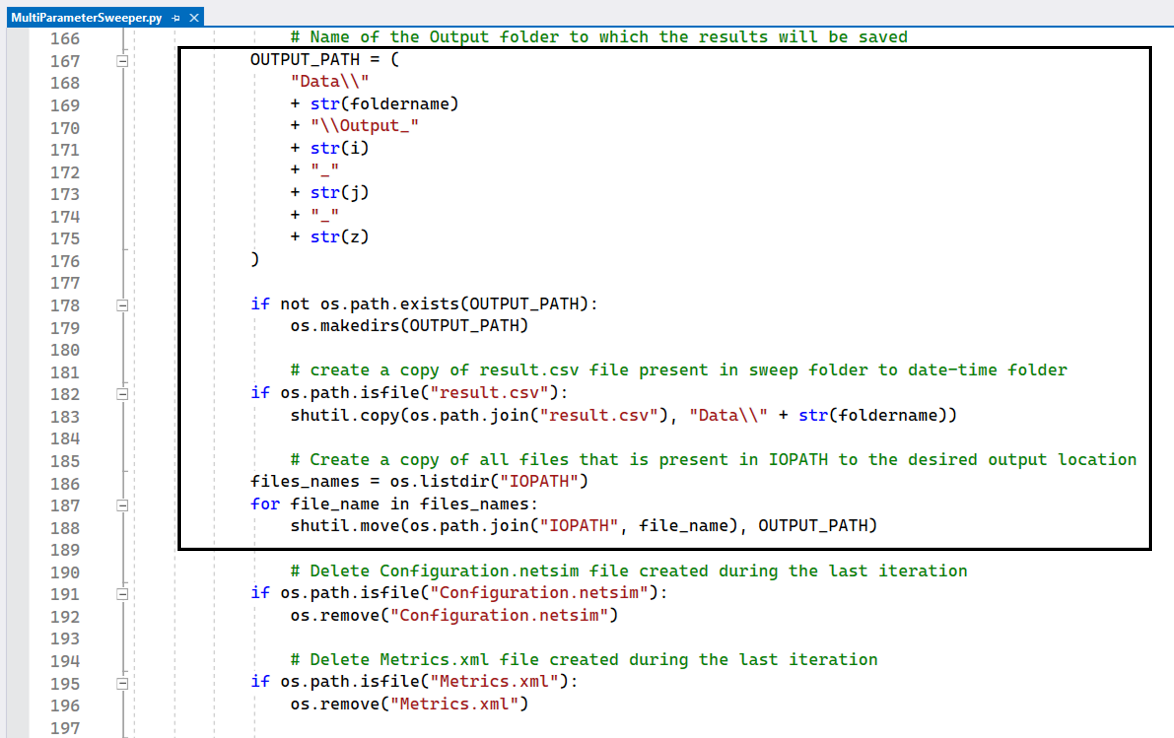 MultiParameterSweeper.py
166 # Name of the Output folder to which the results will be saved
167 OUTPUT_PATH = (
168 "Data\\"
169 + str(foldername)
170 + "\\Output_"
171 + str(i)
172 + "_"
173 + str(j)
174 + "_"
175 + str(z)
176 )
177
178 if not os.path.exists(OUTPUT_PATH):
179 os.makedirs(OUTPUT_PATH)
180
181 # create a copy of result.csv file present in sweep folder to date-time folder
182 if os.path.isfile("result.csv"):
183 shutil.copy(os.path.join("result.csv"), "Data\\" + str(foldername))
184
185 # Create a copy of all files that is present in IOPATH to the desired output location
186 files_names = os.listdir("IOPATH")
187 for file_name in files_names:
188 shutil.move(os.path.join("IOPATH", file_name), OUTPUT_PATH)
189
190 # Delete Configuration.netsim file created during the last iteration
191 if os.path.isfile("Configuration.netsim"):
192 os.remove("Configuration.netsim")
193
194 # Delete Metrics.xml file created during the last iteration
195 if os.path.isfile("Metrics.xml"):
196 os.remove("Metrics.xml")
197